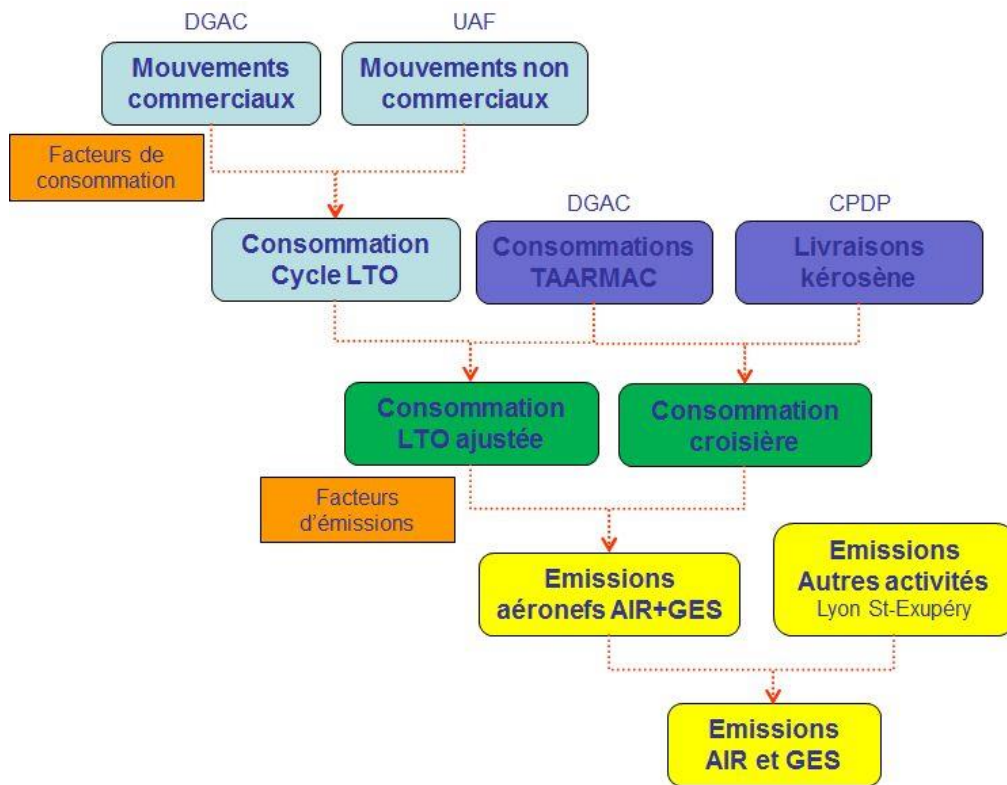 DGAC
UAF
Mouvements
commerciaux
Mouvements non
commerciaux
Facteurs de
consommation
DGAC
CPDP
Consommation
Cycle LTO
Consommations
TAARMAC
Livraisons
kérosène
Consommation
LTO ajustée
Consommation
croisière
Facteurs
d'émissions
Emissions
aéronefs AIR+GES
Emissions
Autres activités
Lyon St-Exupéry
Emissions
AIR et GES